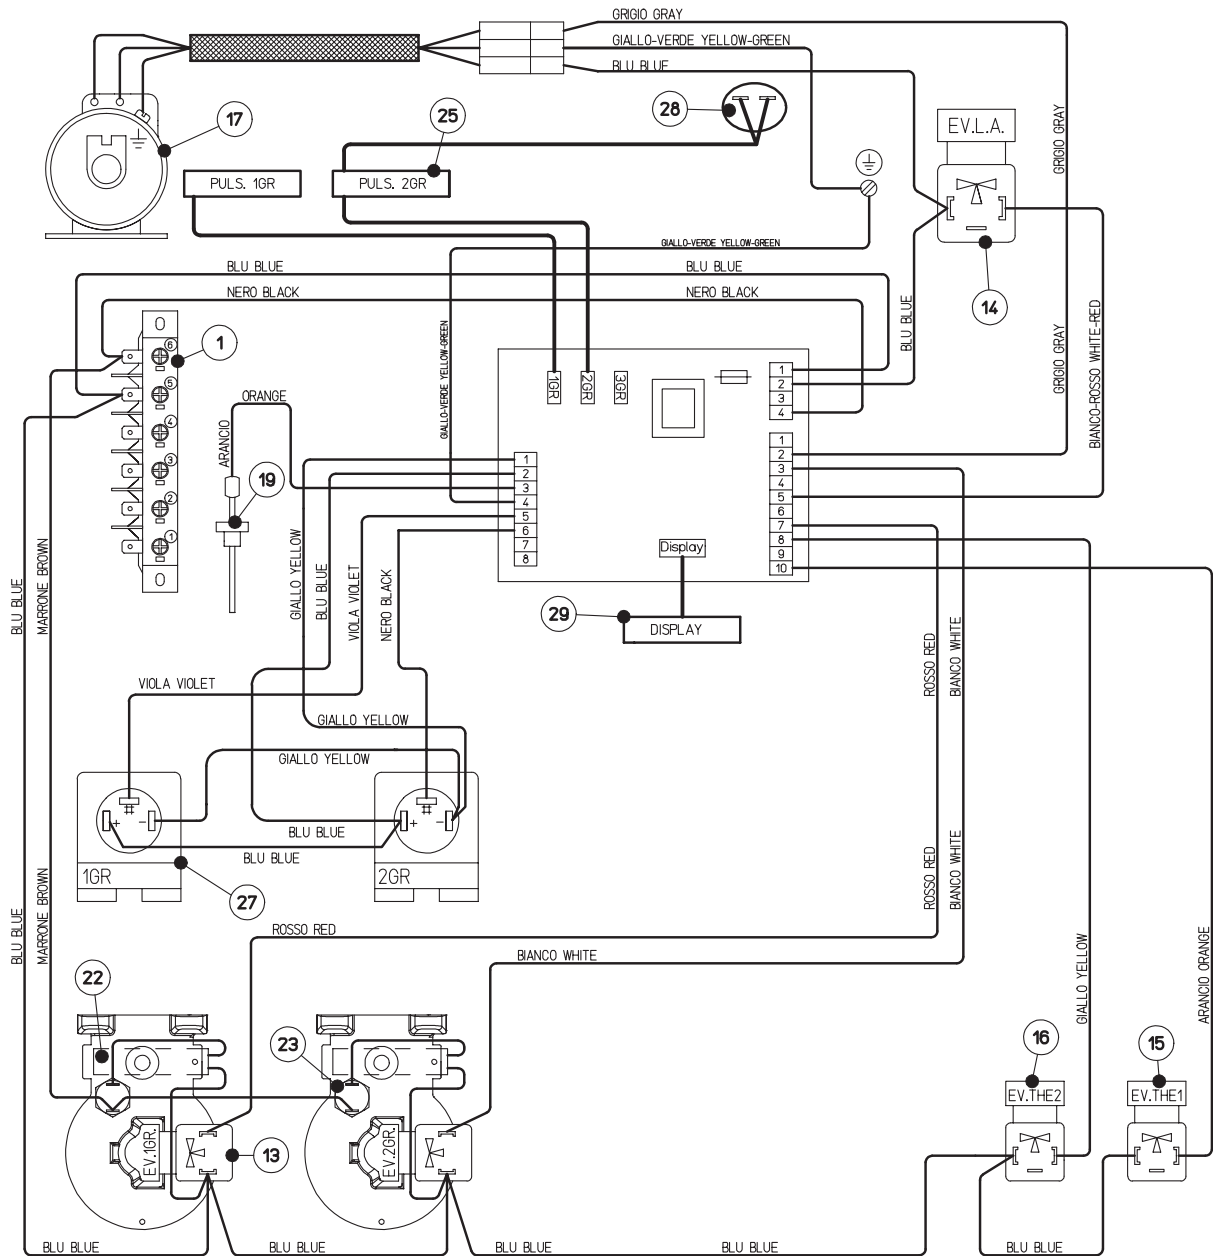 GRIGIO GRAY
GIALLO-VERDE YELLOW-GREEN
BLU BLUE
17
25
28
EV.L.A.
GRIGIO GRAY
PULS. 1GR
PULS. 2GR
GIALLO-VERDE YELLOW-GREEN
BLU BLUE
BLU BLUE
NERO BLACK
NERO BLACK
14
BLU BLUE
GRIGIO GRAY
BIANCO-ROSSO WHITE-RED
GIALLO-VERDE YELLOW-GREEN
1
0
6
5
4
3
2
1
0
ORANGE
ARANCIO
19
1GR
2GR
3GR
1
2
3
4
1
2
3
4
5
6
7
8
9
10
1
2
3
4
5
6
7
8
Display
29
DISPLAY
BLU BLUE
MARRONE BROWN
GIALLO YELLOW
BLU BLUE
VIOLA VIOLET
NERO BLACK
ROSSO RED
BIANCO WHITE
VIOLA VIOLET
GIALLO YELLOW
GIALLO YELLOW
+
-
+
-
BLU BLUE
BLU BLUE
1GR
2GR
27
BLU BLUE
MARRONE BROWN
ROSSO RED
BIANCO WHITE
ROSSO RED
BIANCO WHITE
GIALLO YELLOW
ARANCIO ORANGE
22
23
16
15
EV.THE2
EV.THE1
EV.1GR.
13
EV.2GR.
BLU BLUE
BLU BLUE
BLU BLUE
BLU BLUE
BLU BLUE